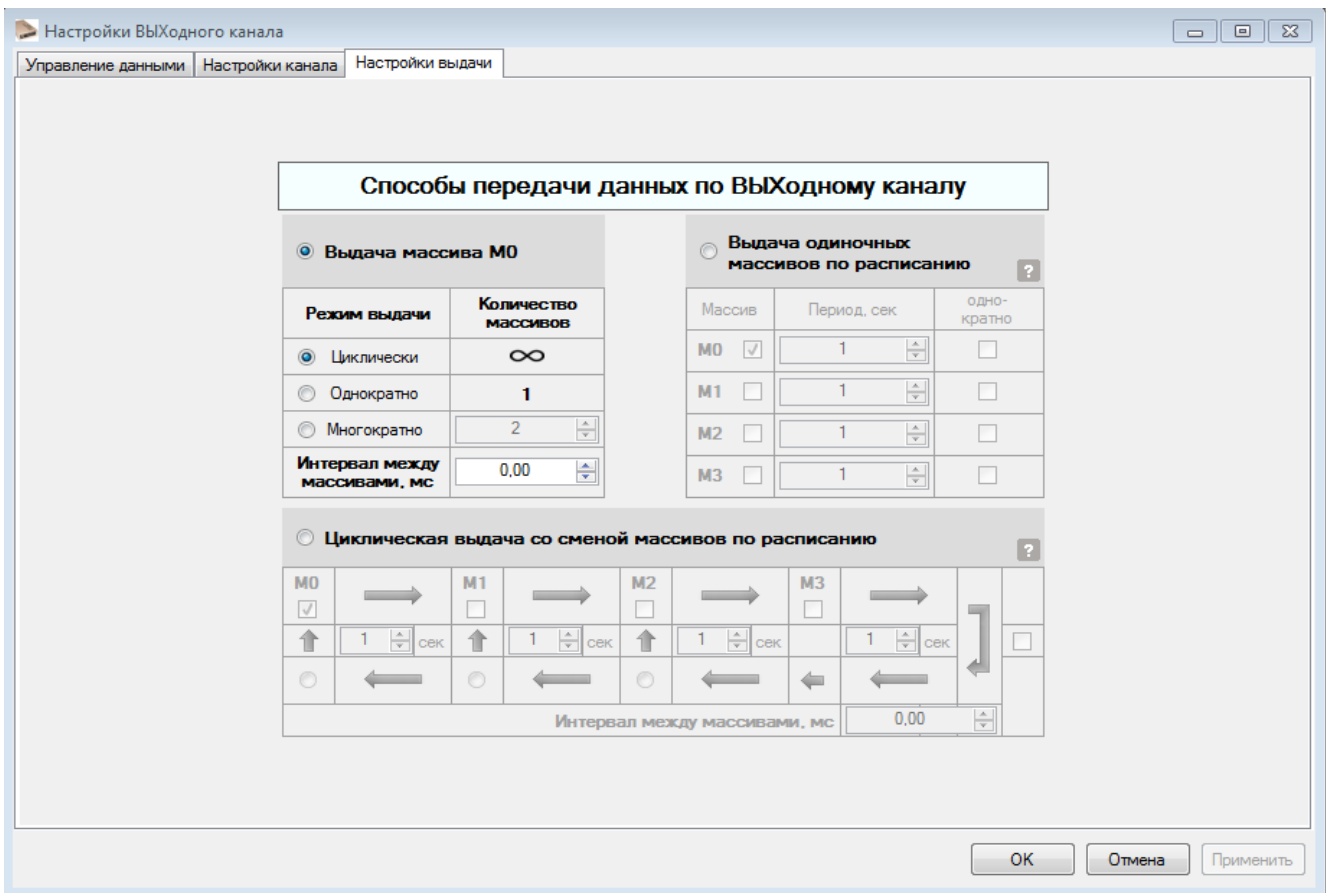 Настройки ВЫХодного канала
Управление данными Настройки канала Настройки выдачи
Способы передачи данных по ВЫХодному каналу
Выдача массива М0
Режим выдачи
Количество
массивов
Циклически
∞
Однократно
1
Многократно
2
Интервал между
массивами, мс
0,00
Выдача одиночных
массивов по расписанию
?
Массив
Период, сек
одно-
кратно
М0 1
М1 1
М2 1
М3 1
Циклическая выдача со сменой массивов по расписанию
?
М0 М1 М2 М3
1 сек 1 сек 1 сек 1 сек
Интервал между массивами, мс 0,00
ОК Отмена Применить